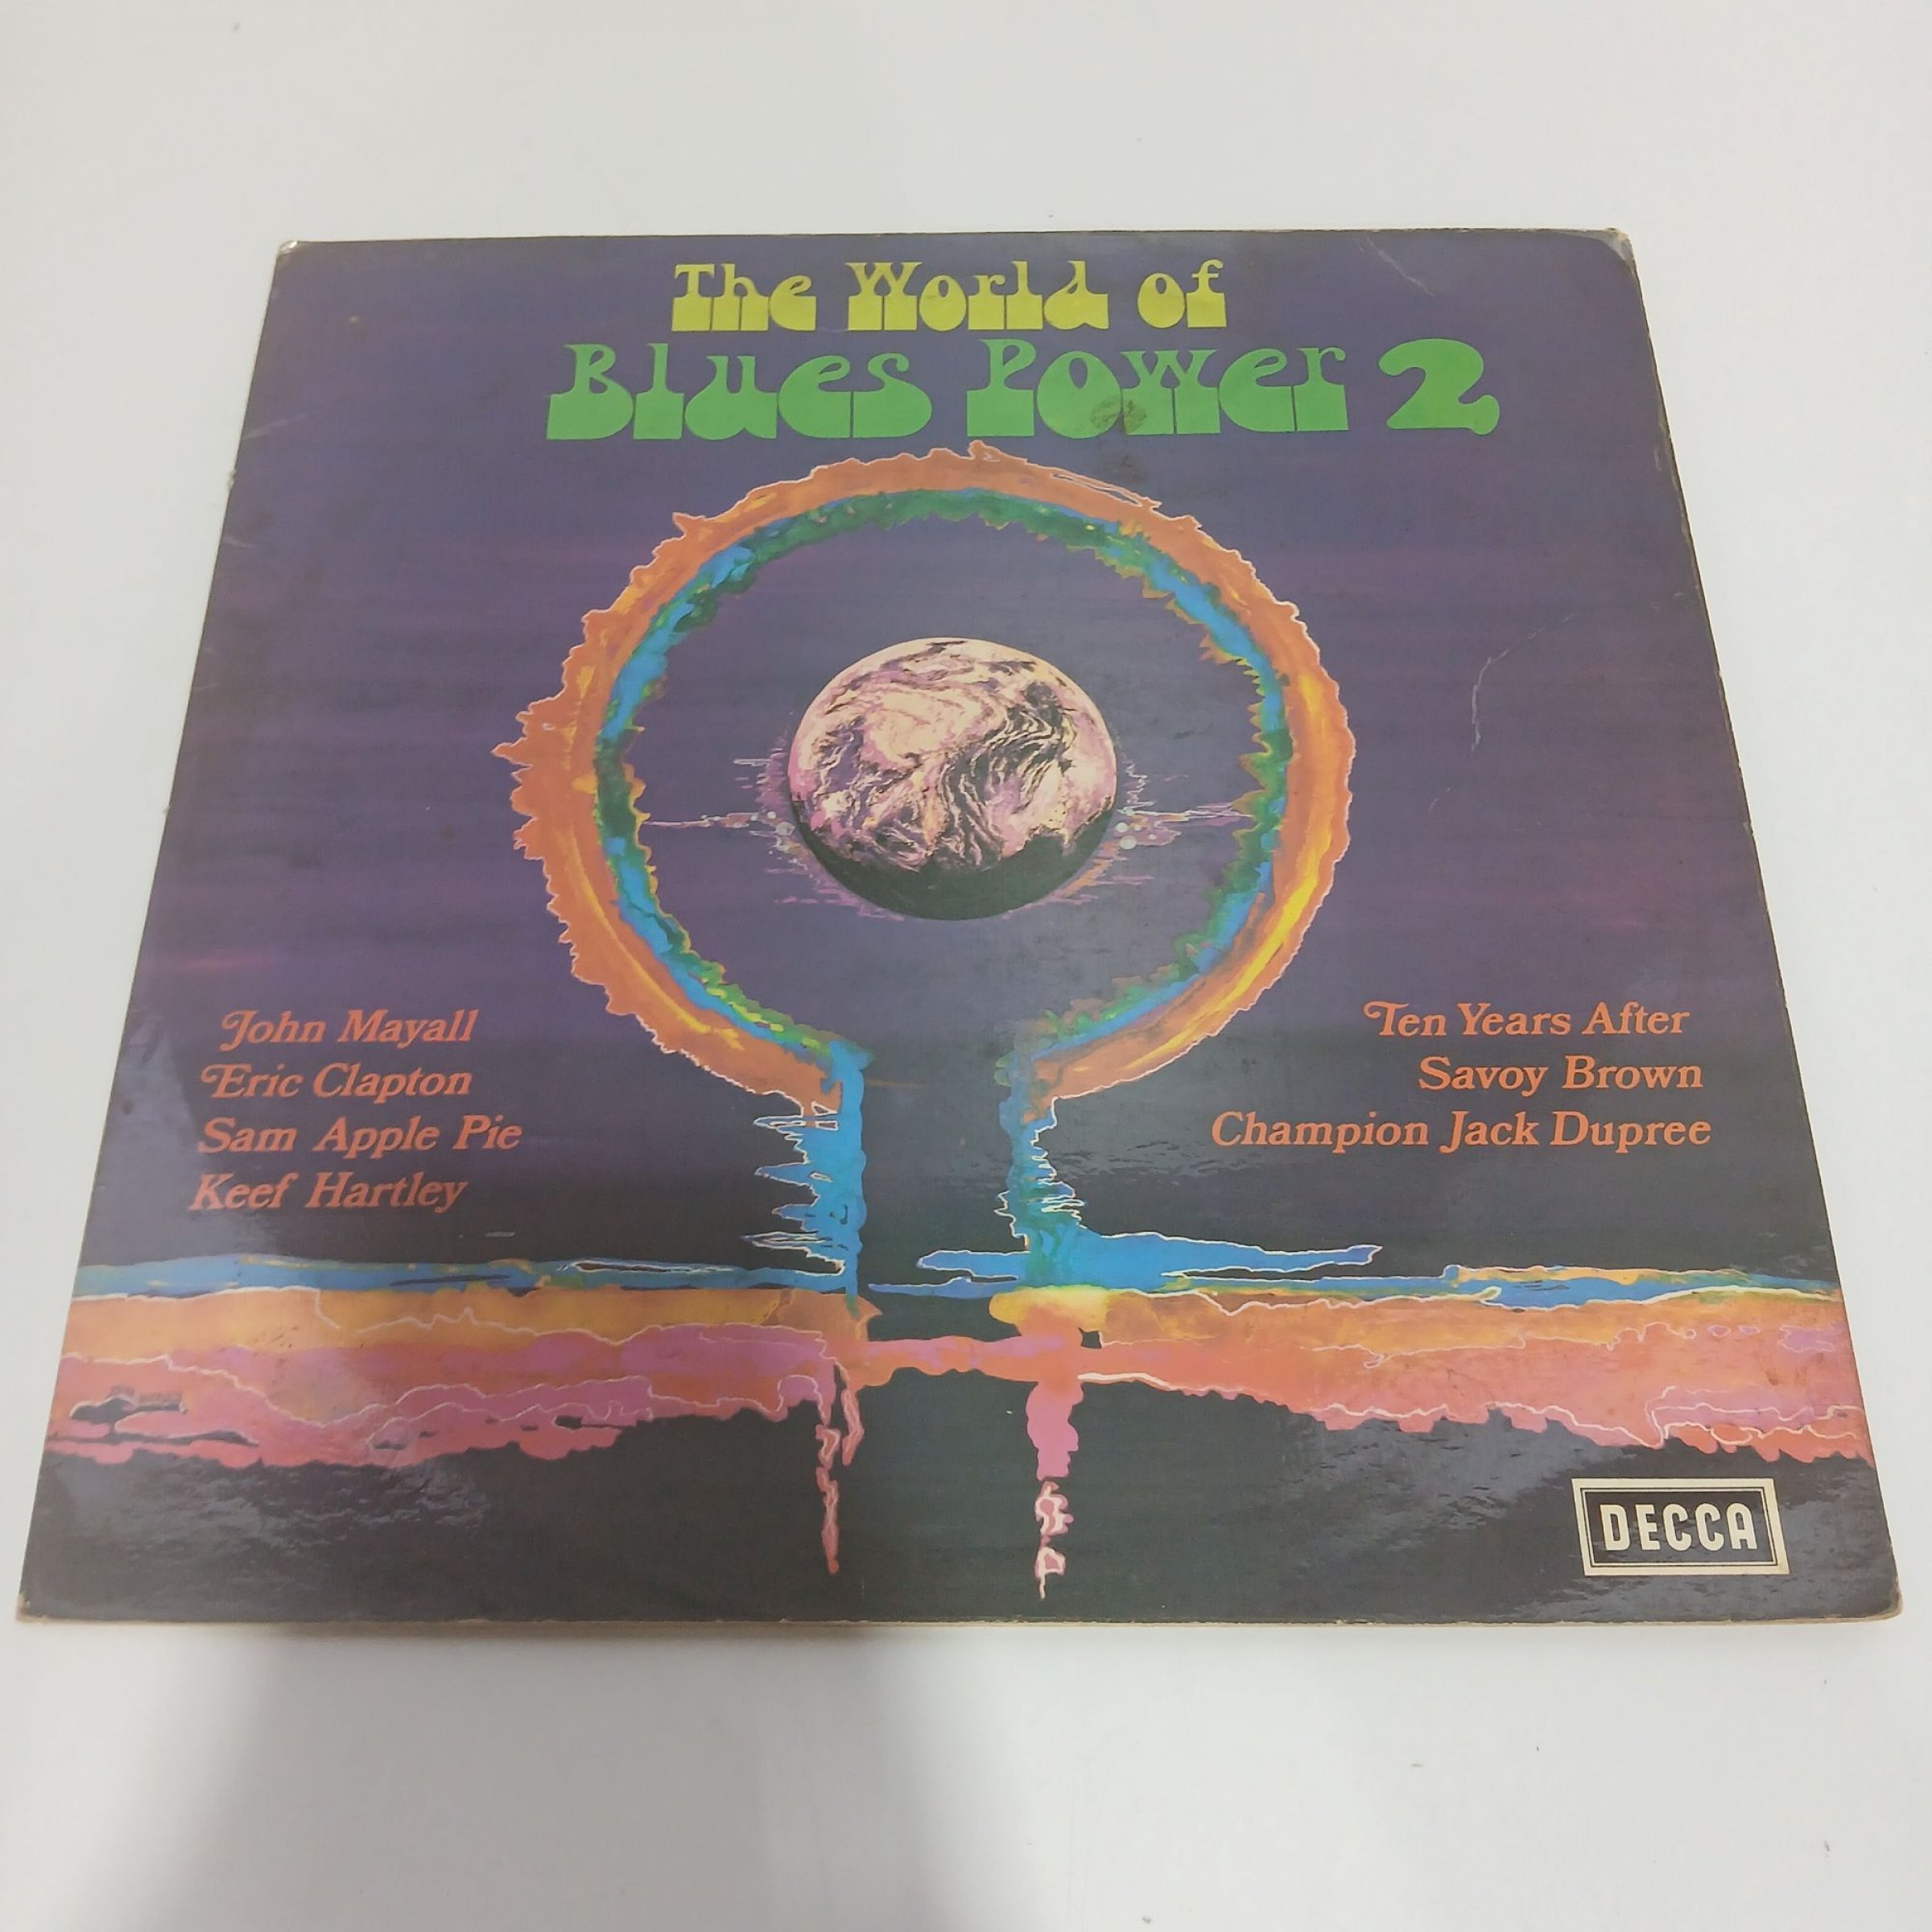 The World of
Blues Power 2
John Mayall
Eric Clapton
Sam Apple Pie
Keef Hartley
Ten Years After
Savoy Brown
Champion Jack Dupree
DECCA